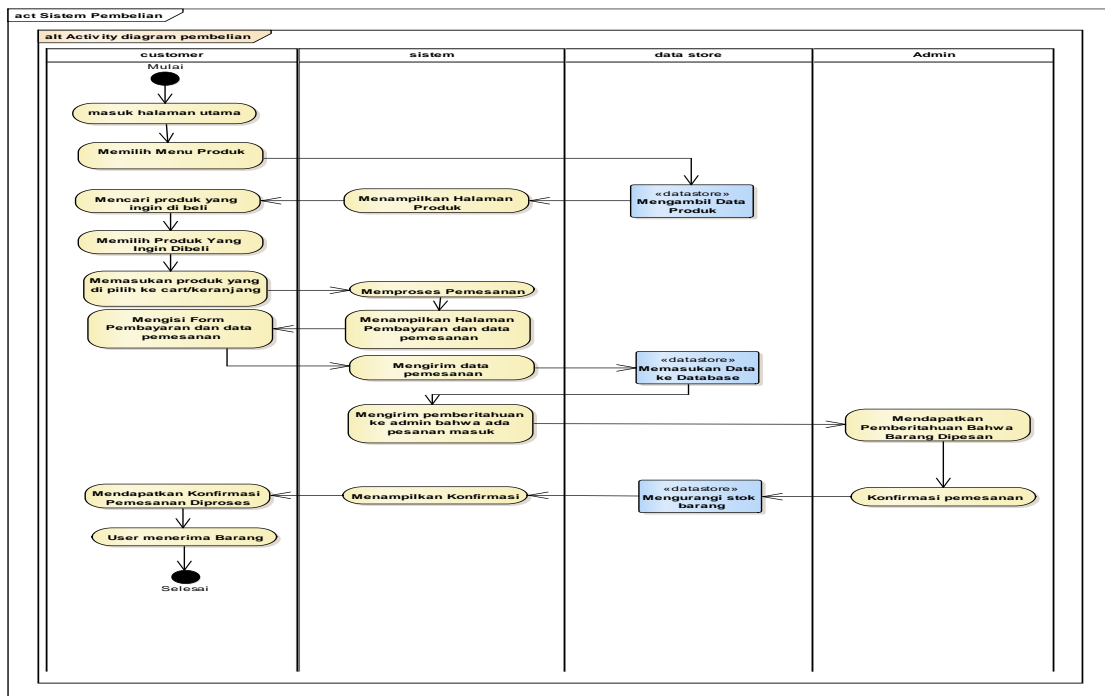 act Sistem Pembelian
alt Activity diagram pembelian
customer
sistem
data store
Admin
Mulai
masuk halaman utama
Memilih Menu Produk
«datastore»
Mengambil Data
Produk
Menampilkan Halaman
Produk
Mencari produk yang
ingin di beli
Memilih Produk Yang
Ingin Dibeli
Memasukan produk yang
di pilih ke cart/keranjang
Memproses Pemesanan
Menampilkan Halaman
Pembayaran dan data
pemesanan
Mengisi Form
Pembayaran dan data
pemesanan
Mengirim data
pemesanan
«datastore»
Memasukan Data
ke Database
Mengirim pemberitahuan
ke admin bahwa ada
pesanan masuk
Mendapatkan
Pemberitahuan Bahwa
Barang Dipesan
Konfirmasi pemesanan
«datastore»
Mengurangi stok
barang
Menampilkan Konfirmasi
Mendapatkan Konfirmasi
Pemesanan Diproses
User menerima Barang
Selesai